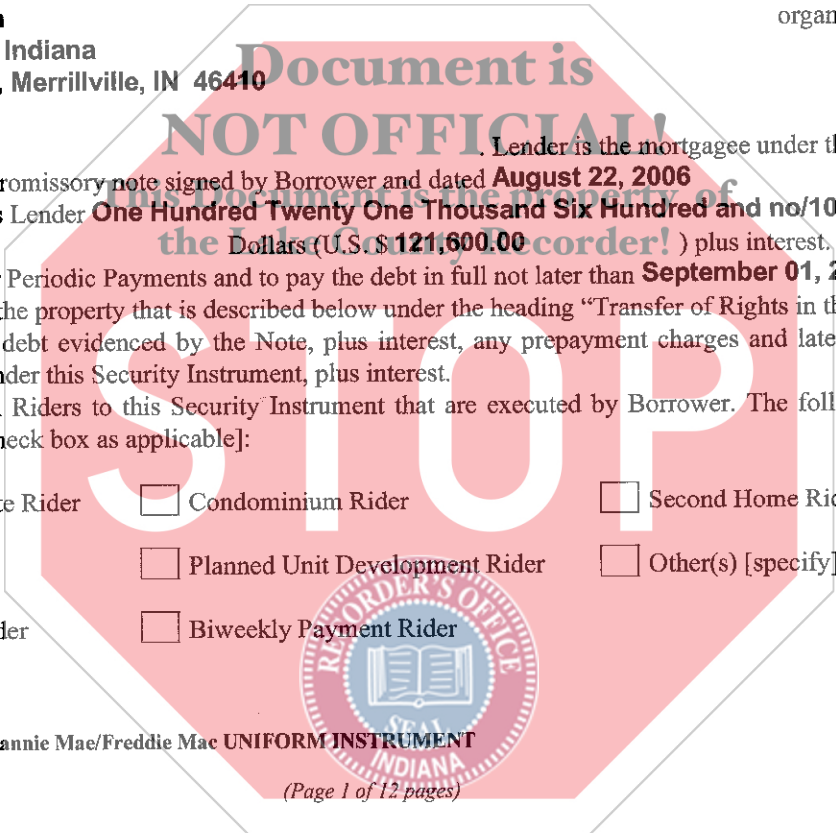 organ
Indiana
, Merrillville, IN 46410
Document is
NOT OFFICIAL!
. Lender is the mortgagee under th
romissory note signed by Borrower and dated August 22, 2006
This Document is the property of
s Lender One Hundred Twenty One Thousand Six Hundred and no/10
the Lake County Recorder!
Dollars (U.S. $ 121,600.00 ) plus interest.
r Periodic Payments and to pay the debt in full not later than September 01, 2
the property that is described below under the heading “Transfer of Rights in th
debt evidenced by the Note, plus interest, any prepayment charges and late
nder this Security Instrument, plus interest.
Riders to this Security Instrument that are executed by Borrower. The foll
heck box as applicable]:
STOP
te Rider Condominium Rider Second Home Rid
Planned Unit Development Rider Other(s) [specify]
der Biweekly Payment Rider
RECORDER'S OFFICE
SEAL
INDIANA
annie Mae/Freddie Mac UNIFORM INSTRUMENT
(Page 1 of 12 pages)